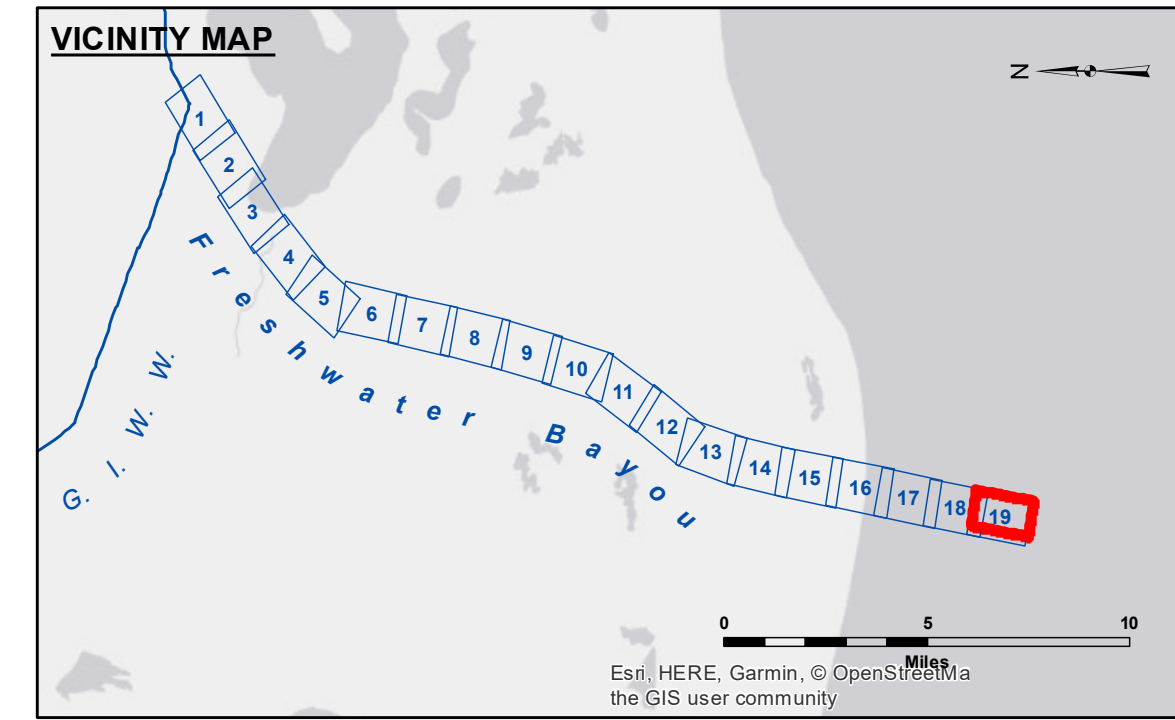 VICINITY MAP
N
1
2
3
4
5
6
7
8
9
10
11
12
13
14
15
16
17
18
19
Freshwater Bayou
G. I. W. W.
0 5 10
Miles
Esri, HERE, Garmin, © OpenStreetMa
the GIS user community